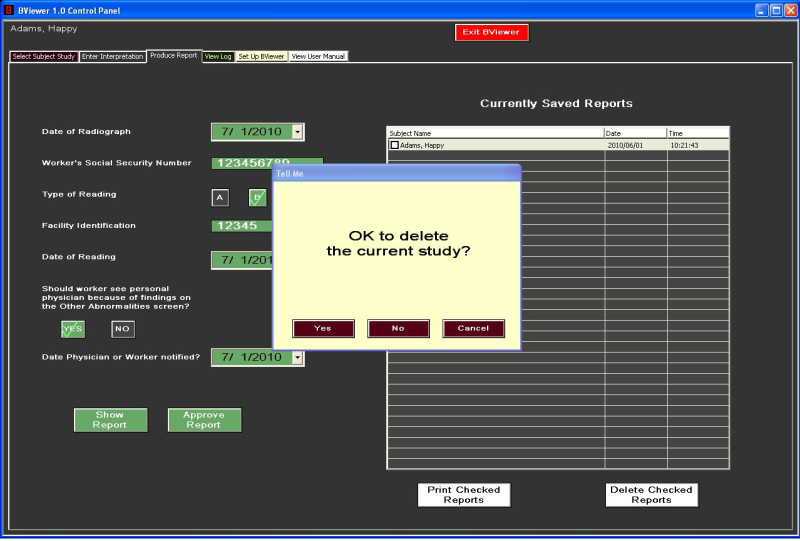 BViewer 1.0 Control Panel
Adams, Happy
Exit BViewer
Select Subject Study Enter Interpretation Produce Report View Log Set Up BViewer View User Manual
Currently Saved Reports
Subject Name Date Time
Adams, Happy 2010/06/01 10:21:43
Date of Radiograph 7/ 1/2010
Worker's Social Security Number 123456789
Type of Reading A B
Facility Identification 12345
Date of Reading 7/ 1/201
Should worker see personal
physician because of findings on
the Other Abnormalities screen?
YES NO
Date Physician or Worker notified? 7/ 1/2010
Show
Report
Approve
Report
Tell Me
OK to delete
the current study?
Yes No Cancel
Print Checked
Reports
Delete Checked
Reports